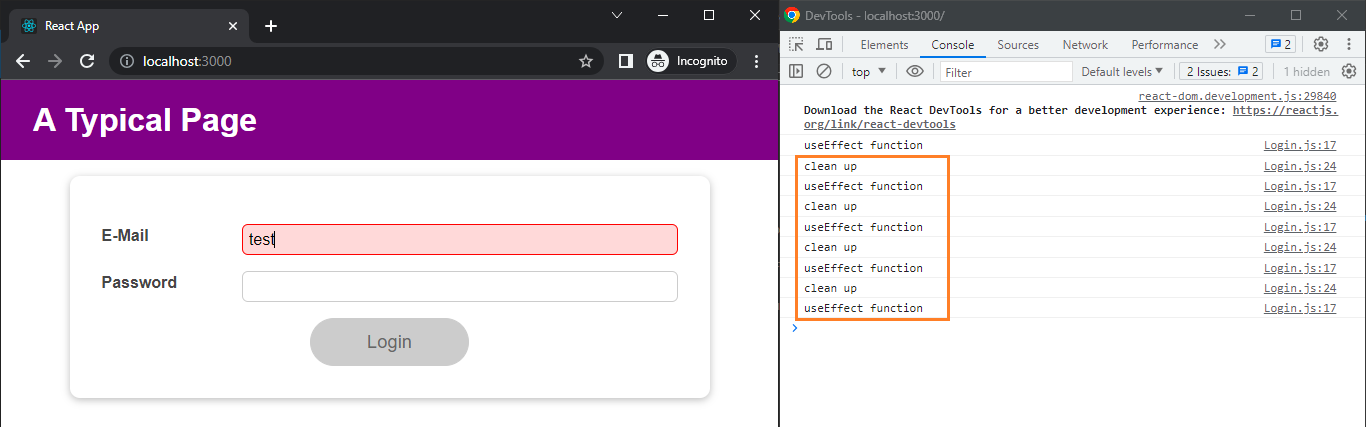 React App
localhost:3000
Incognito
A Typical Page
E-Mail
test
Password
Login
DevTools - localhost:3000/
Elements Console Sources Network Performance 2
top Filter Default levels 2 Issues: 2 1 hidden
react-dom.development.js:29840
Download the React DevTools for a better development experience: https://reactjs.
org/link/react-devtools
useEffect function Login.js:17
clean up Login.js:24
useEffect function Login.js:17
clean up Login.js:24
useEffect function Login.js:17
clean up Login.js:24
useEffect function Login.js:17
clean up Login.js:24
useEffect function Login.js:17